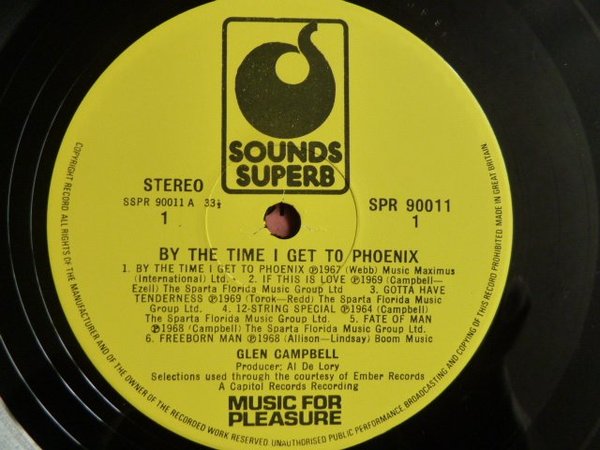 SOUNDS
SUPERB
STEREO
SSPR 90011 A 33⅓
1
SPR 90011
1
BY THE TIME I GET TO PHOENIX
1. BY THE TIME I GET TO PHOENIX ℗1967 (Webb) Music Maximus
(International) Ltd. 2. IF THIS IS LOVE ℗1969 (Campbell—
Ezell) The Sparta Florida Music Group Ltd 3. GOTTA HAVE
TENDERNESS ℗1969 (Torok—Redd) The Sparta Florida Music
Group Ltd. 4. 12-STRING SPECIAL ℗1964 (Campbell)
The Sparta Florida Music Group Ltd. 5. FATE OF MAN
℗1968 (Campbell) The Sparta Florida Music Group Ltd.
6. FREEBORN MAN ℗1968 (Allison—Lindsay) Boom Music
GLEN CAMPBELL
Producer: Al De Lory
Selections used through the courtesy of Ember Records
A Capitol Records Recording
MUSIC FOR
PLEASURE
COPYRIGHT RECORD ALL RIGHTS OF THE MANUFACTURER AND OF THE OWNER OF THE RECORDED WORK RESERVED. UNAUTHORISED PUBLIC PERFORMANCE BROADCASTING AND COPYING OF THIS RECORD PROHIBITED. MADE IN GREAT BRITAIN.